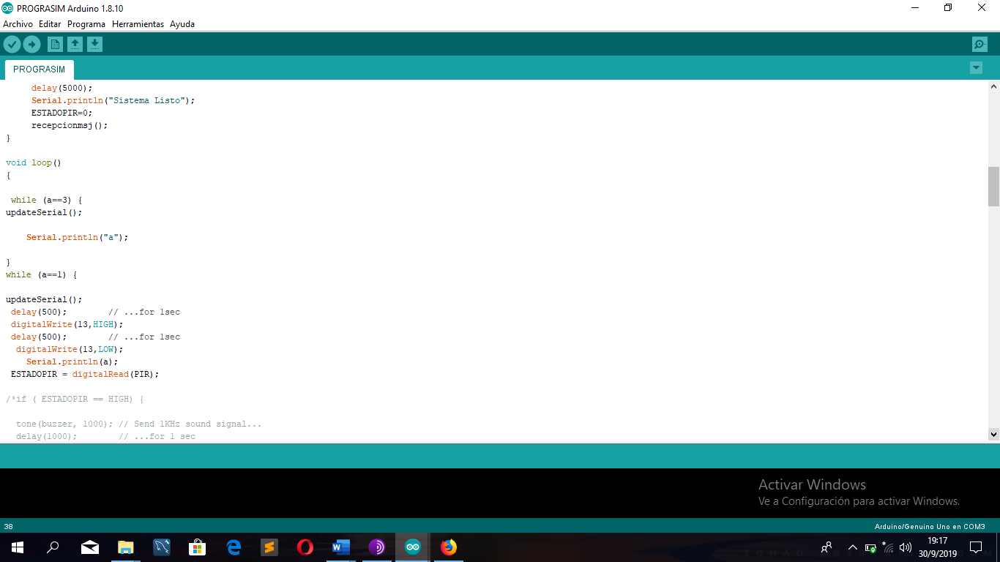 PROGRASIM Arduino 1.8.10
Archivo Editar Programa Herramientas Ayuda
PROGRASIM
delay(5000);
Serial.println("Sistema Listo");
ESTADOPIR=0;
recepcionmsj();
}
void loop()
{
while (a==3) {
updateSerial();
Serial.println("a");
}
while (a==1) {
updateSerial();
delay(500); // ...for 1sec
digitalWrite(13,HIGH);
delay(500); // ...for 1sec
digitalWrite(13,LOW);
Serial.println(a);
ESTADOPIR = digitalRead(PIR);
/*if ( ESTADOPIR == HIGH) {
tone(buzzer, 1000); // Send 1KHz sound signal...
delay(1000); // ...for 1 sec
Activar Windows
Ve a Configuración para activar Windows.
38
Arduino/Genuino Uno en COM3
19:17
30/9/2019